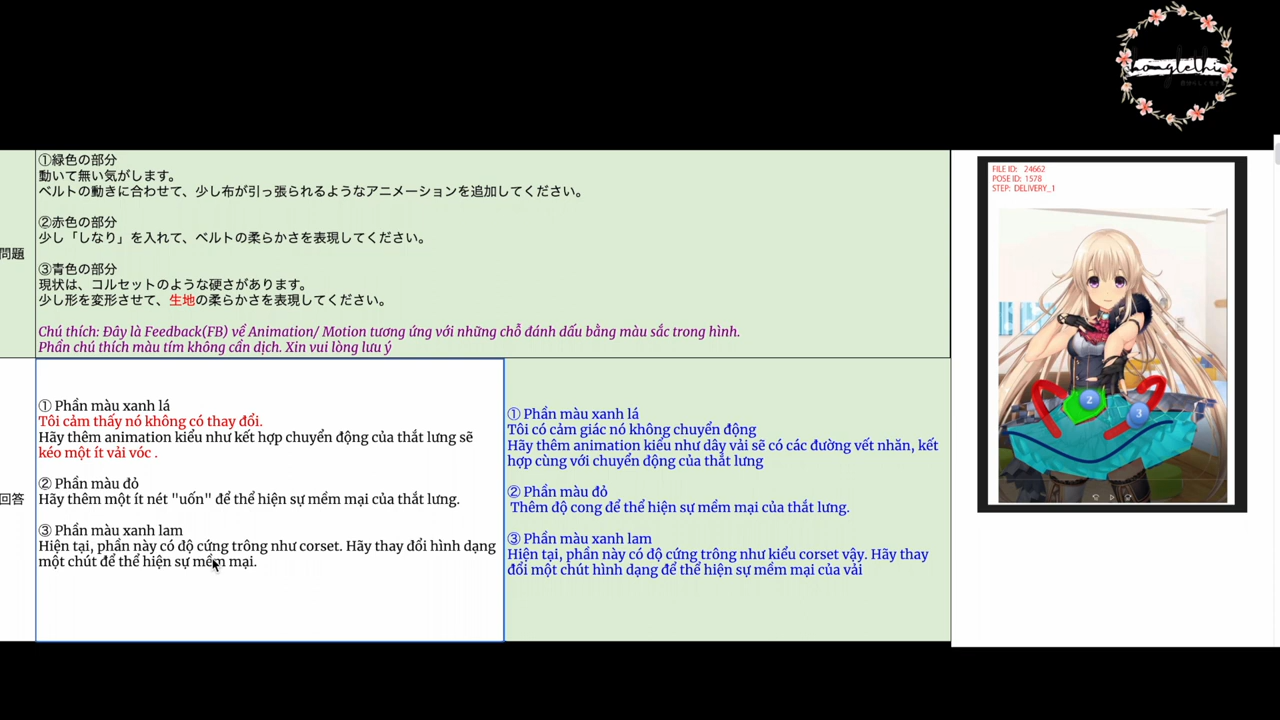 honglethi
問題
①緑色の部分
動いて無い気がします。
ベルトの動きに合わせて、少し布が引っ張られるようなアニメーションを追加してください。
②赤色の部分
少し「しなり」を入れて、ベルトの柔らかさを表現してください。
③青色の部分
現状は、コルセットのような硬さがあります。
少し形を変形させて、生地の柔らかさを表現してください。
Chú thích: Đây là Feedback(FB) về Animation/ Motion tương ứng với những chỗ đánh dấu bằng màu sắc trong hình.
Phần chú thích màu tím không cần dịch. Xin vui lòng lưu ý
回答
① Phần màu xanh lá
Tôi cảm thấy nó không có thay đổi.
Hãy thêm animation kiểu như kết hợp chuyển động của thắt lưng sẽ
kéo một ít vải vóc .
② Phần màu đỏ
Hãy thêm một ít nét "uốn" để thể hiện sự mềm mại của thắt lưng.
③ Phần màu xanh lam
Hiện tại, phần này có độ cứng trông như corset. Hãy thay đổi hình dạng
một chút để thể hiện sự mềm mại.
① Phần màu xanh lá
Tôi có cảm giác nó không chuyển động
Hãy thêm animation kiểu như dây vải sẽ có các đường vết nhăn, kết
hợp cùng với chuyển động của thắt lưng
② Phần màu đỏ
Thêm độ cong để thể hiện sự mềm mại của thắt lưng.
③ Phần màu xanh lam
Hiện tại, phần này có độ cứng trông như kiểu corset vậy. Hãy thay
đổi một chút hình dạng để thể hiện sự mềm mại của vải
FILE ID: 24662
POSE ID: 1578
STEP: DELIVERY_1
2
3